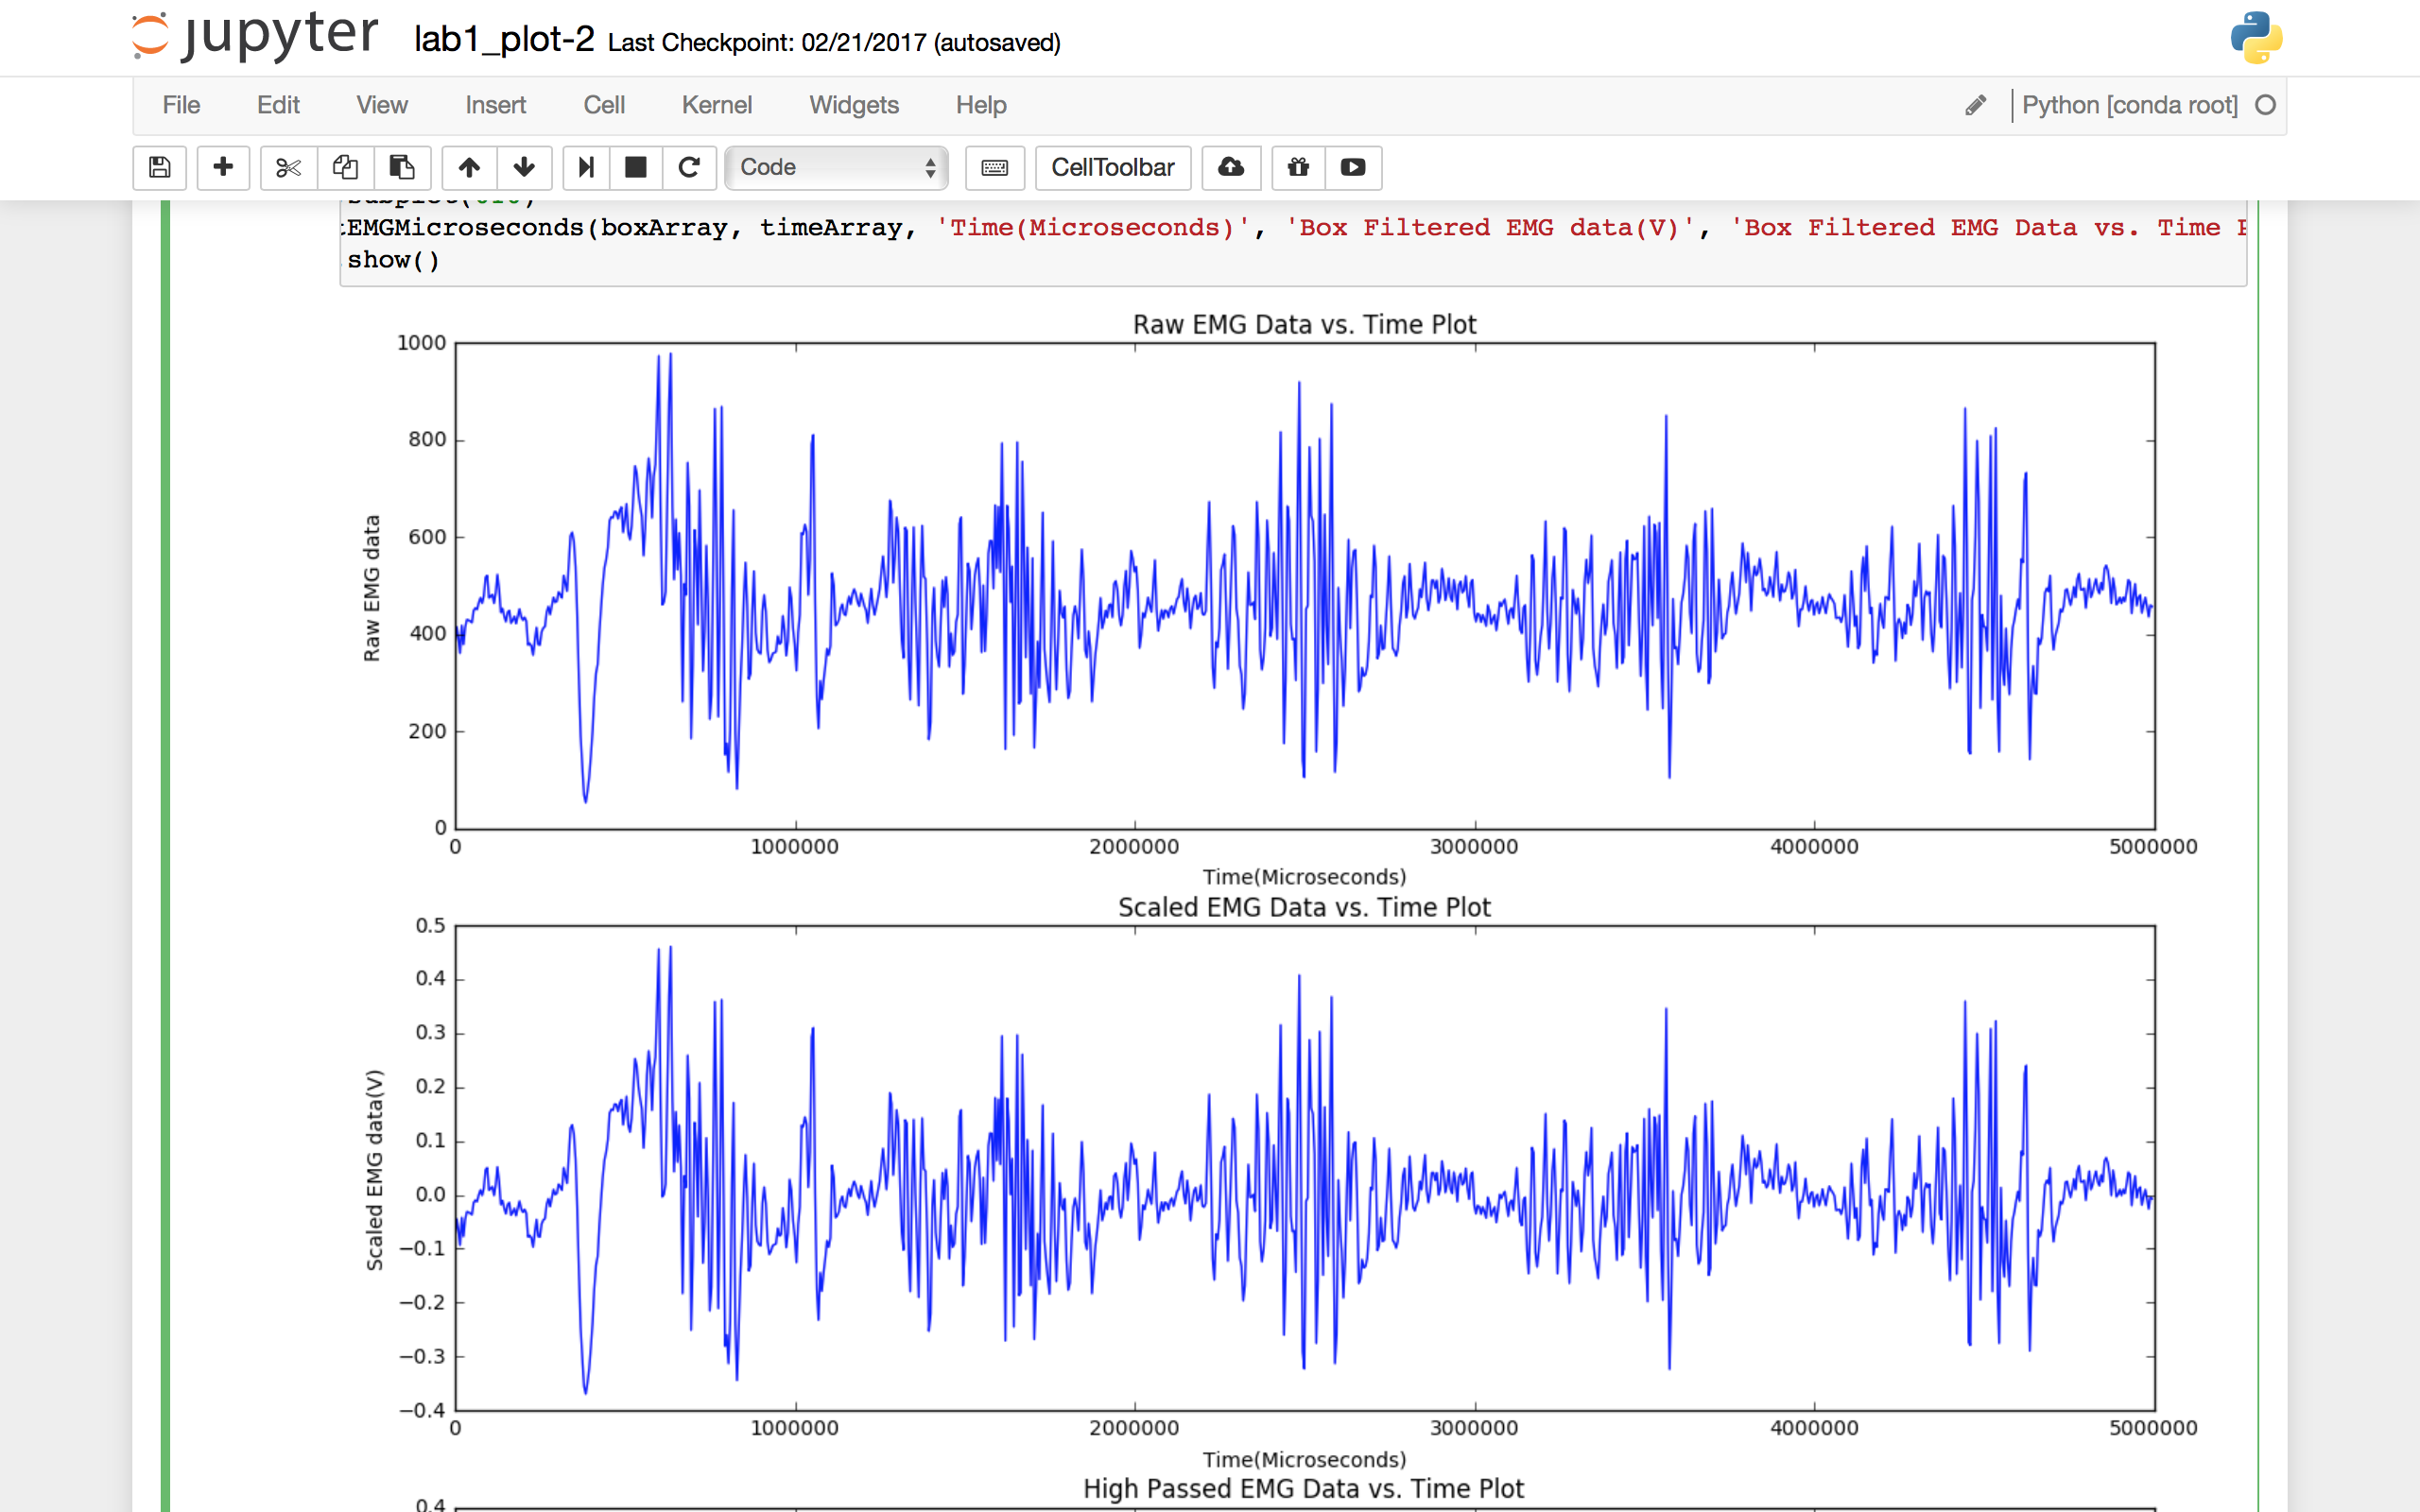 jupyter lab1_plot-2 Last Checkpoint: 02/21/2017 (autosaved)
File Edit View Insert Cell Kernel Widgets Help Python [conda root]
Code CellToolbar
tEMGMicroseconds(boxArray, timeArray, 'Time(Microseconds)', 'Box Filtered EMG data(V)', 'Box Filtered EMG Data vs. Time
show()
Raw EMG Data vs. Time Plot
1000
800
600
400
200
0
Raw EMG data
0 1000000 2000000 3000000 4000000 5000000
Time(Microseconds)
Scaled EMG Data vs. Time Plot
0.5
0.4
0.3
0.2
0.1
0.0
−0.1
−0.2
−0.3
−0.4
Scaled EMG data(V)
0 1000000 2000000 3000000 4000000 5000000
Time(Microseconds)
High Passed EMG Data vs. Time Plot
0.4